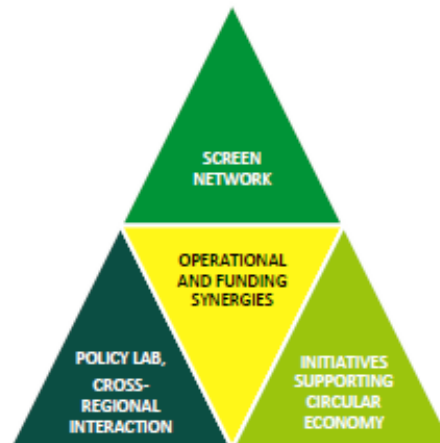 SCREEN
NETWORK
OPERATIONAL
AND FUNDING
SYNERGIES
POLICY LAB,
CROSS-
REGIONAL
INTERACTION
INITIATIVES
SUPPORTING
CIRCULAR
ECONOMY